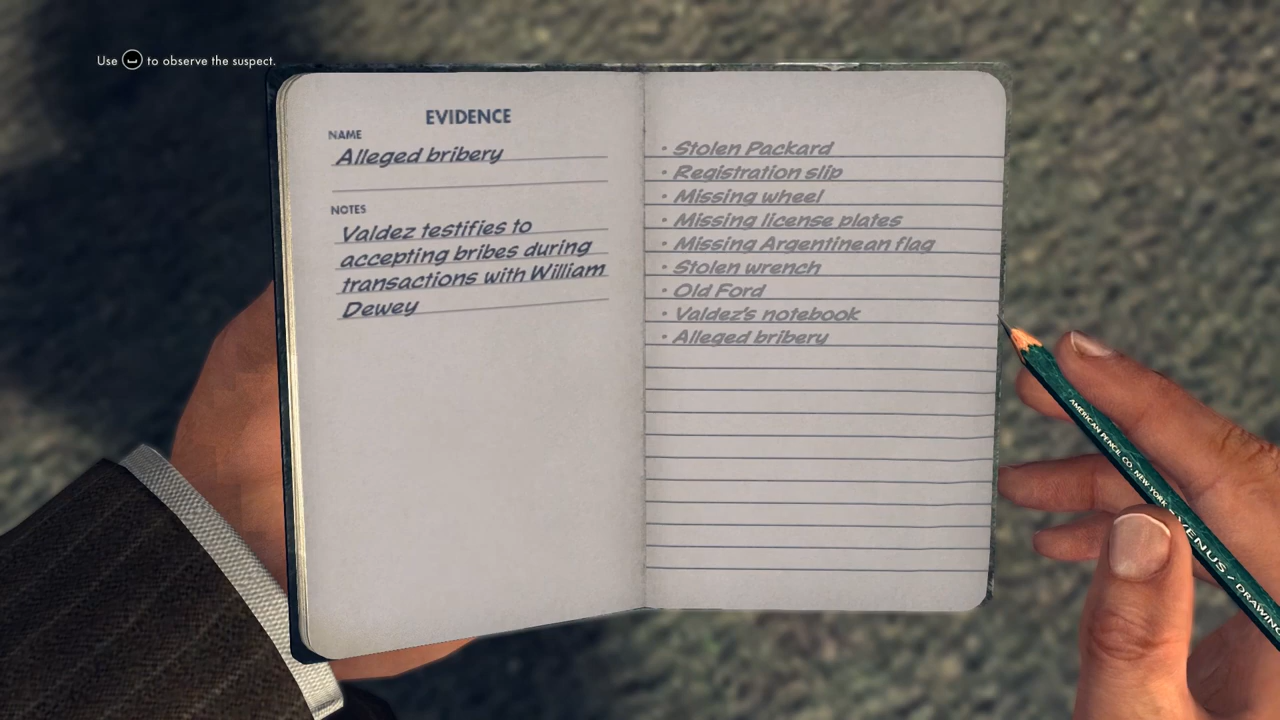 Use to observe the suspect.
EVIDENCE
NAME
Alleged bribery
NOTES
Valdez testifies to
accepting bribes during
transactions with William
Dewey
• Stolen Packard
• Registration slip
• Missing wheel
• Missing license plates
• Missing Argentinean flag
• Stolen wrench
• Old Ford
• Valdez's notebook
• Alleged bribery
AMERICAN PENCIL CO. NEW YORK VENUS / DRAWING